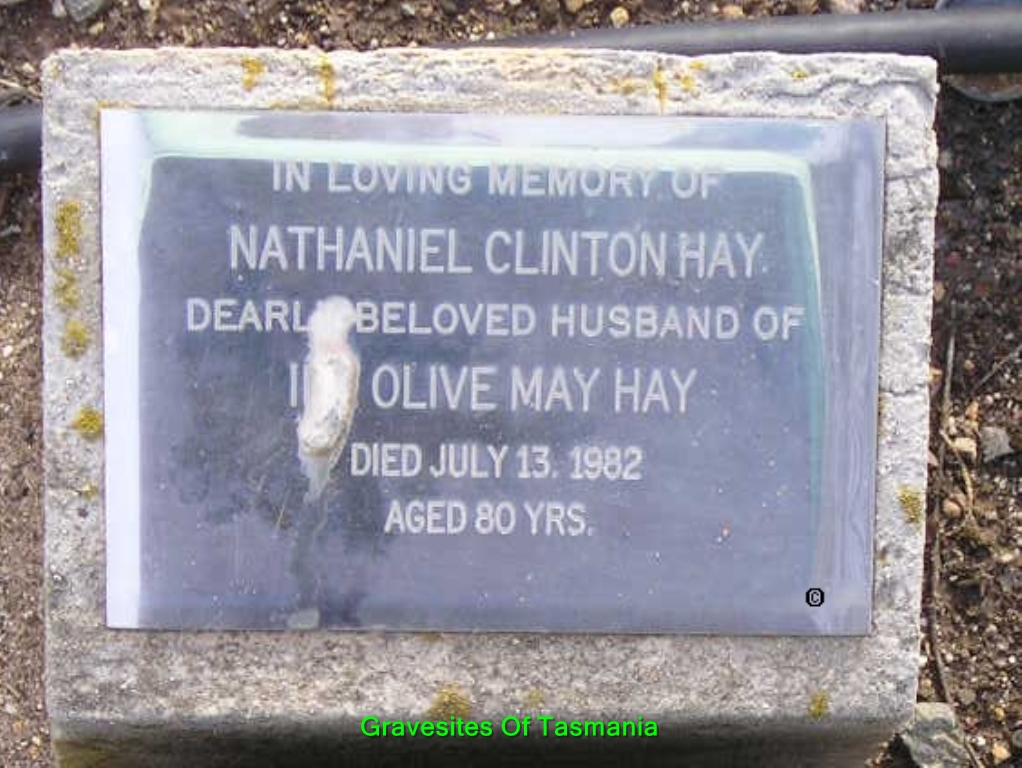 IN LOVING MEMORY OF
NATHANIEL CLINTON HAY
DEARLY BELOVED HUSBAND OF
OLIVE MAY HAY
DIED JULY 13. 1982
AGED 80 YRS.
©
Gravesites Of Tasmania